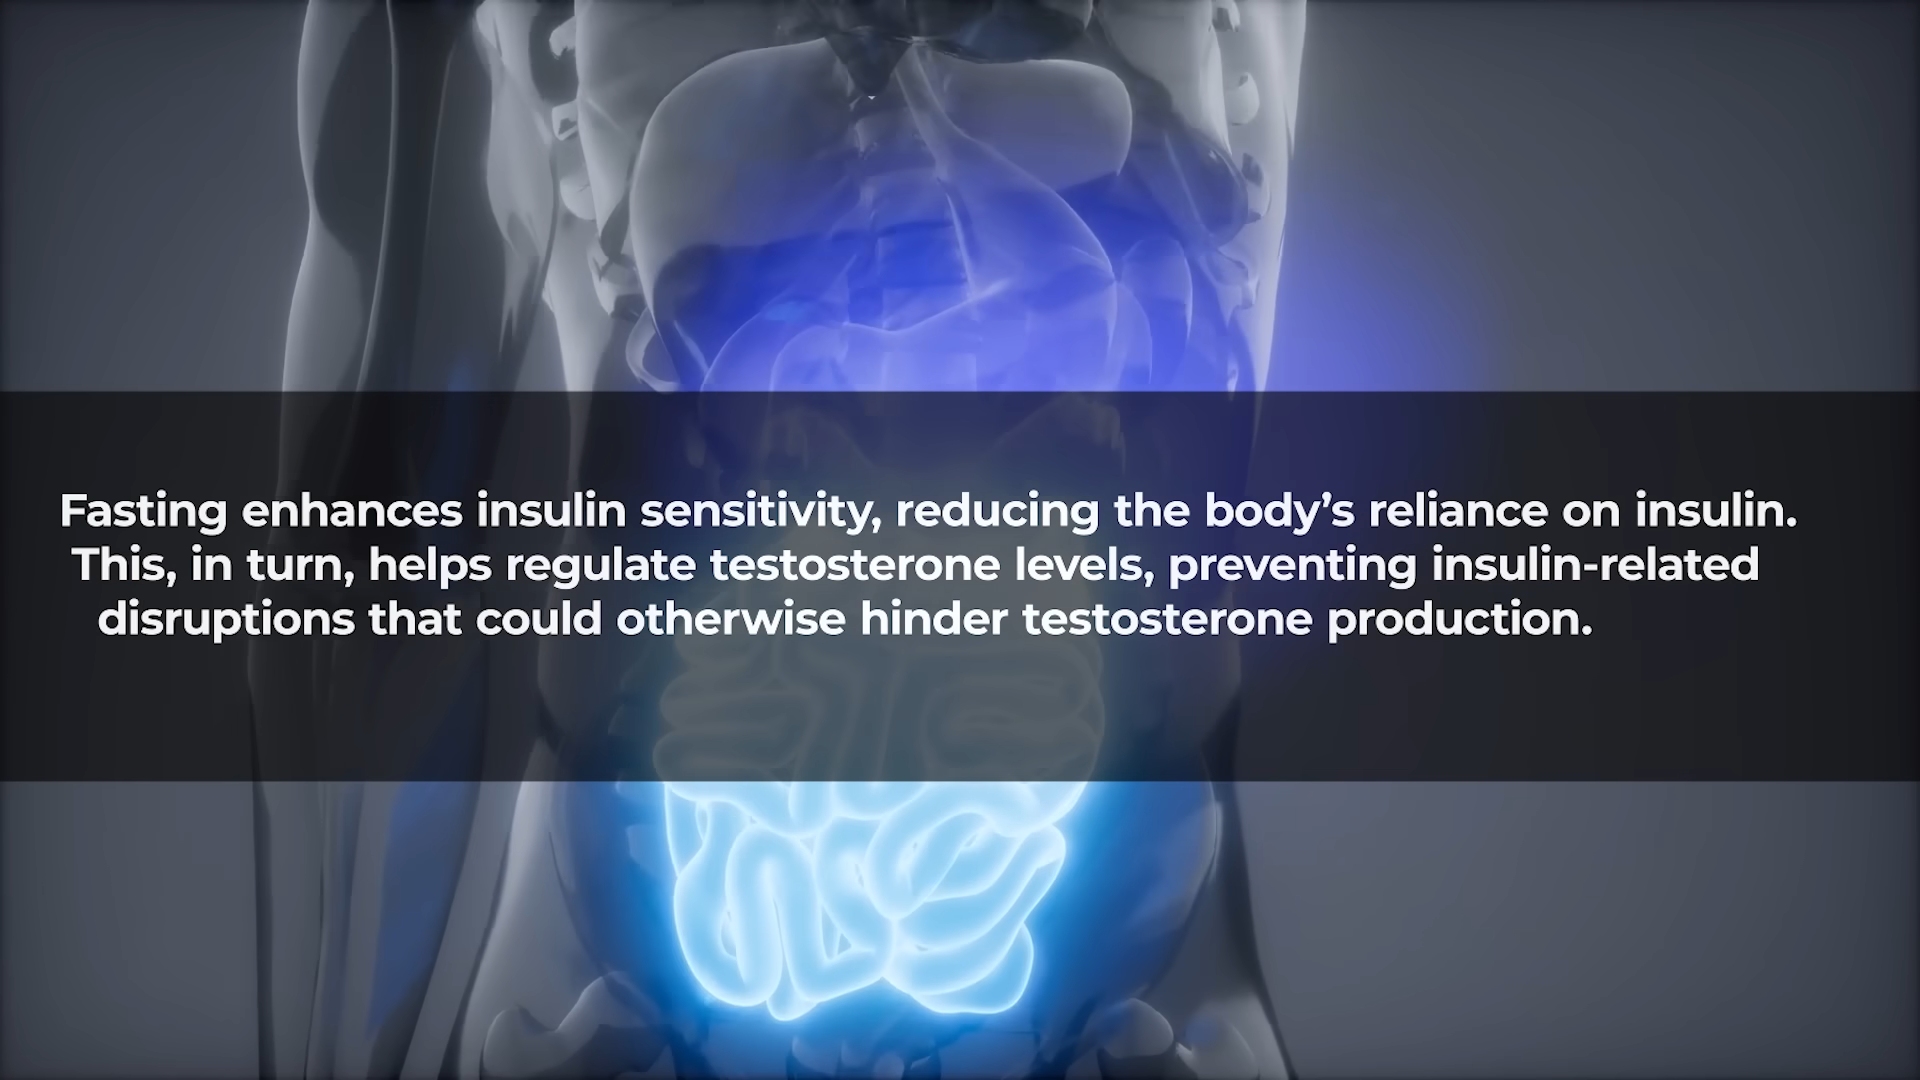 Fasting enhances insulin sensitivity, reducing the body’s reliance on insulin.
This, in turn, helps regulate testosterone levels, preventing insulin-related
disruptions that could otherwise hinder testosterone production.